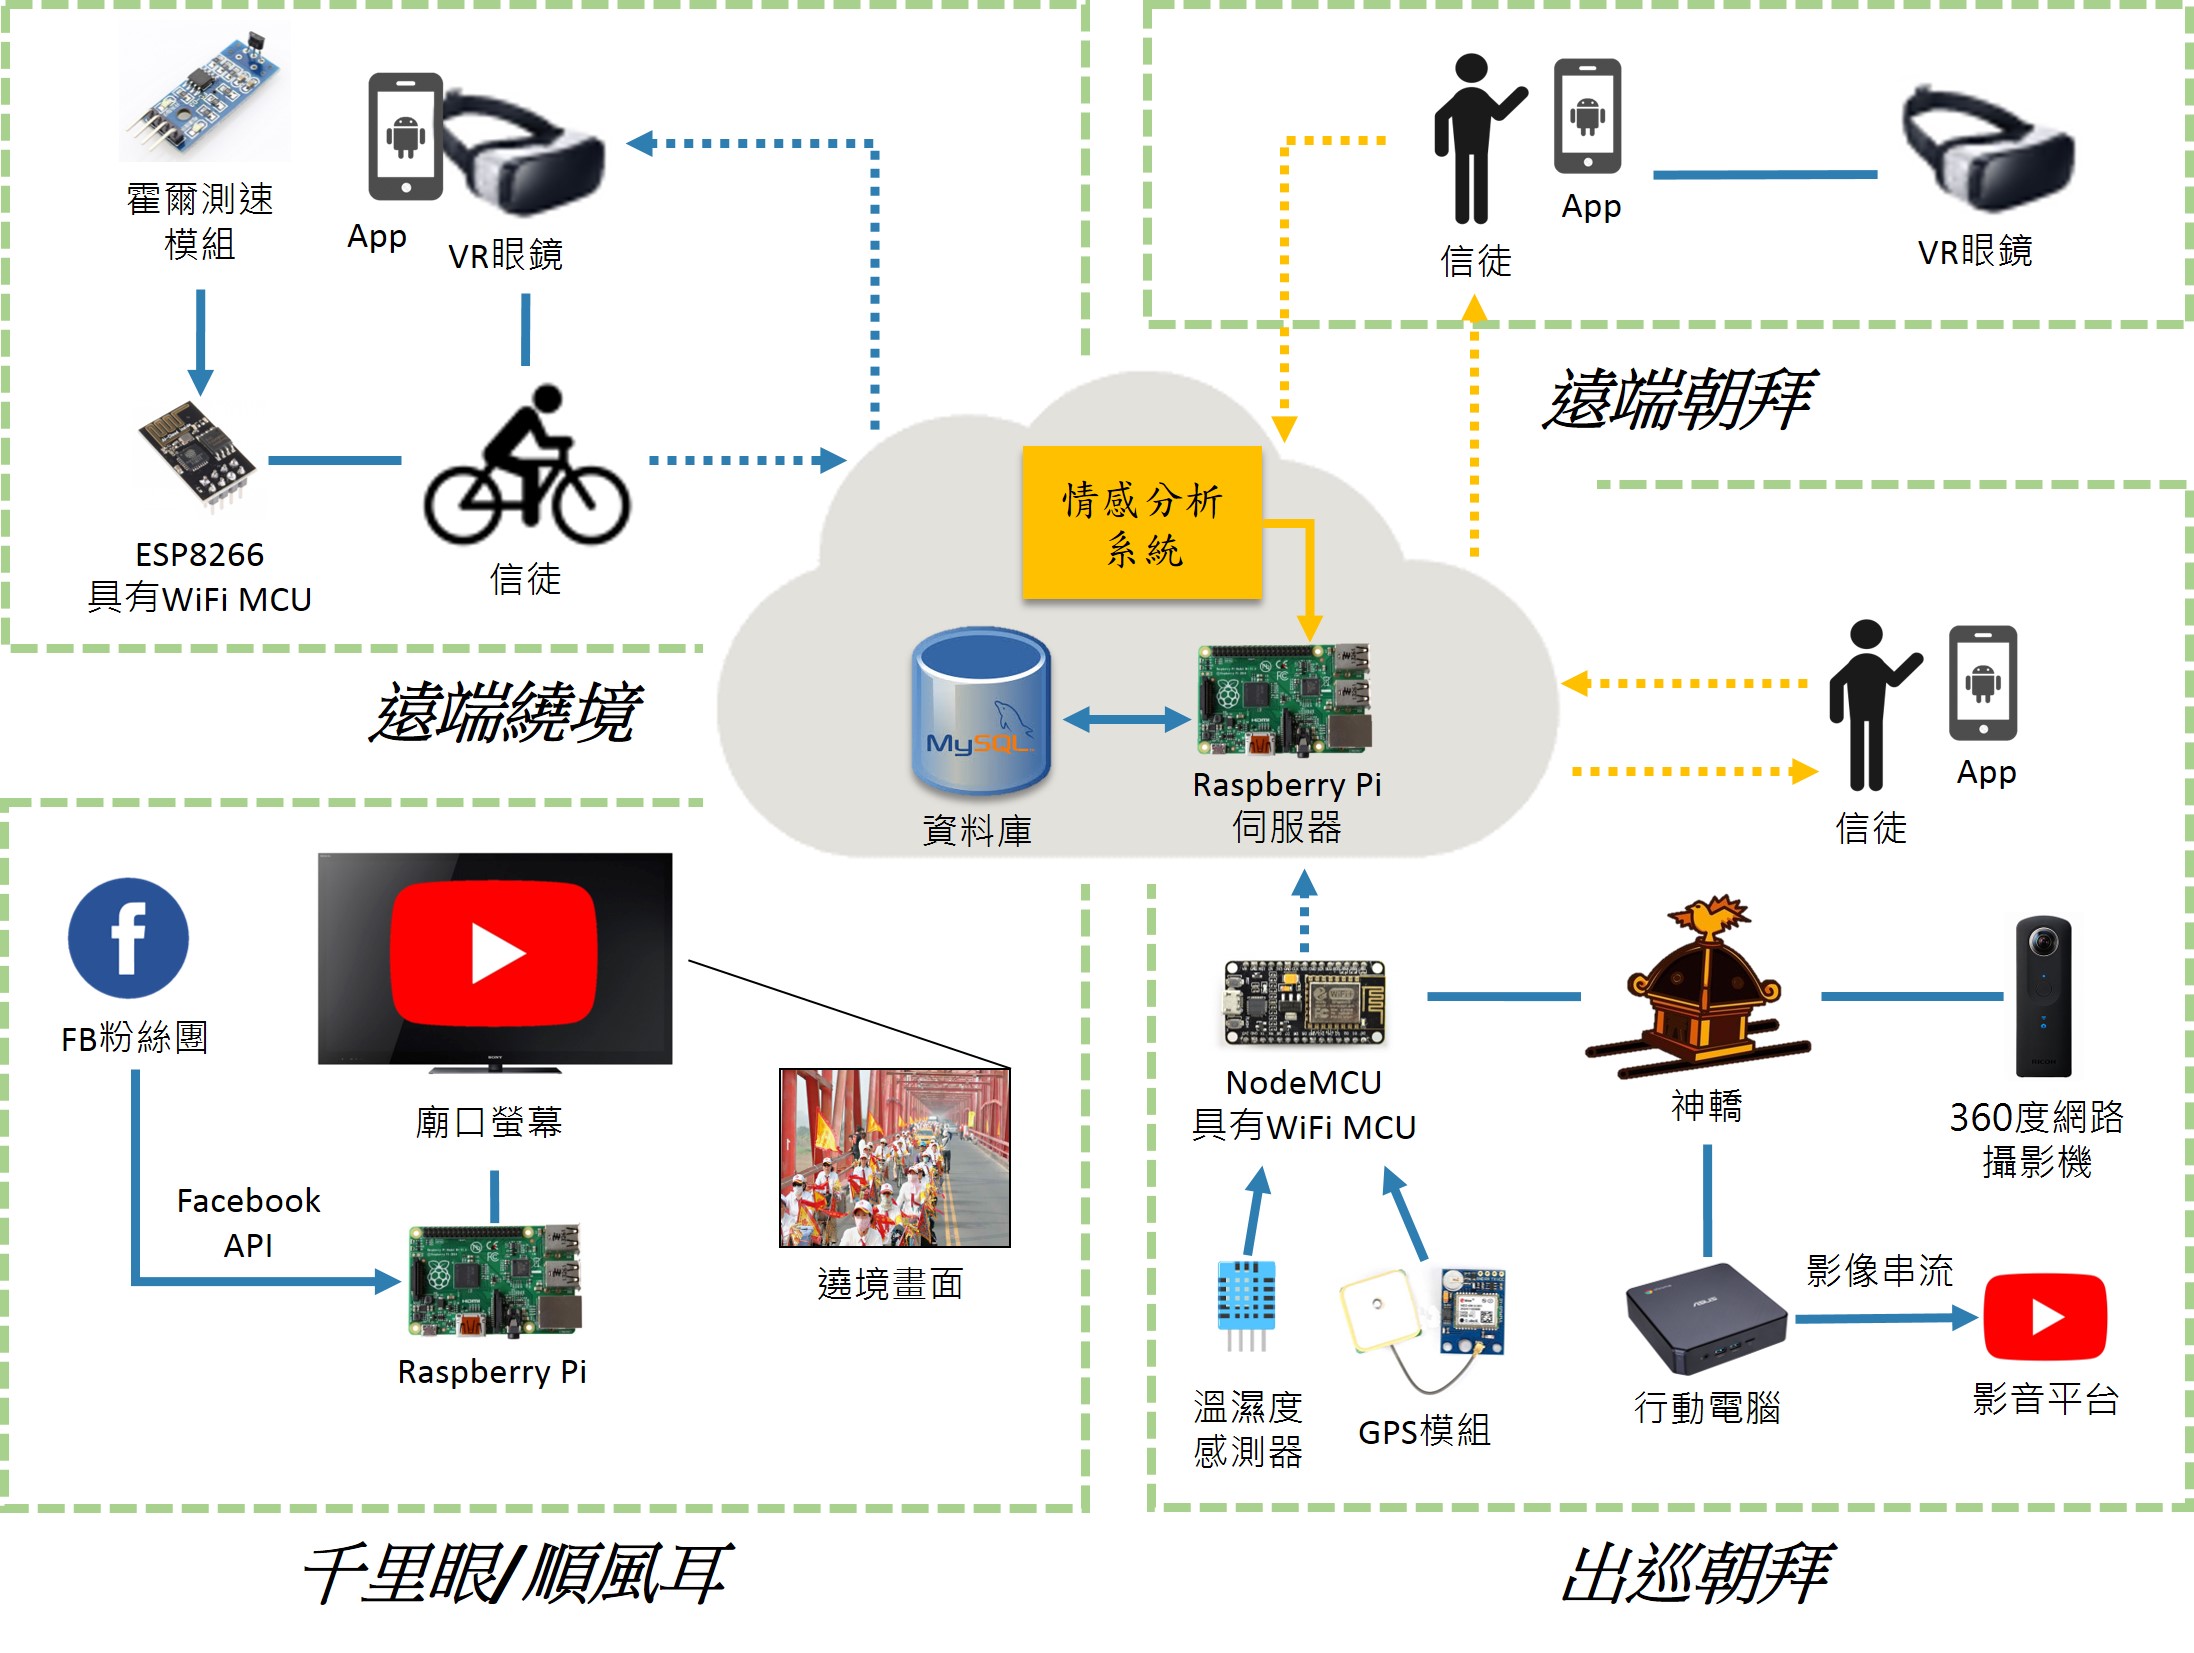 霍爾測速
模組
App
VR眼鏡
ESP8266
具有WiFi MCU
信徒
遠端繞境
信徒
App
VR眼鏡
遠端朝拜
情感分析
系統
MySQL
資料庫
Raspberry Pi
伺服器
信徒
App
FB粉絲團
廟口螢幕
Facebook
API
Raspberry Pi
遶境畫面
千里眼/順風耳
NodeMCU
具有WiFi MCU
神轎
360度網路
攝影機
溫濕度
感測器
GPS模組
行動電腦
影像串流
影音平台
出巡朝拜